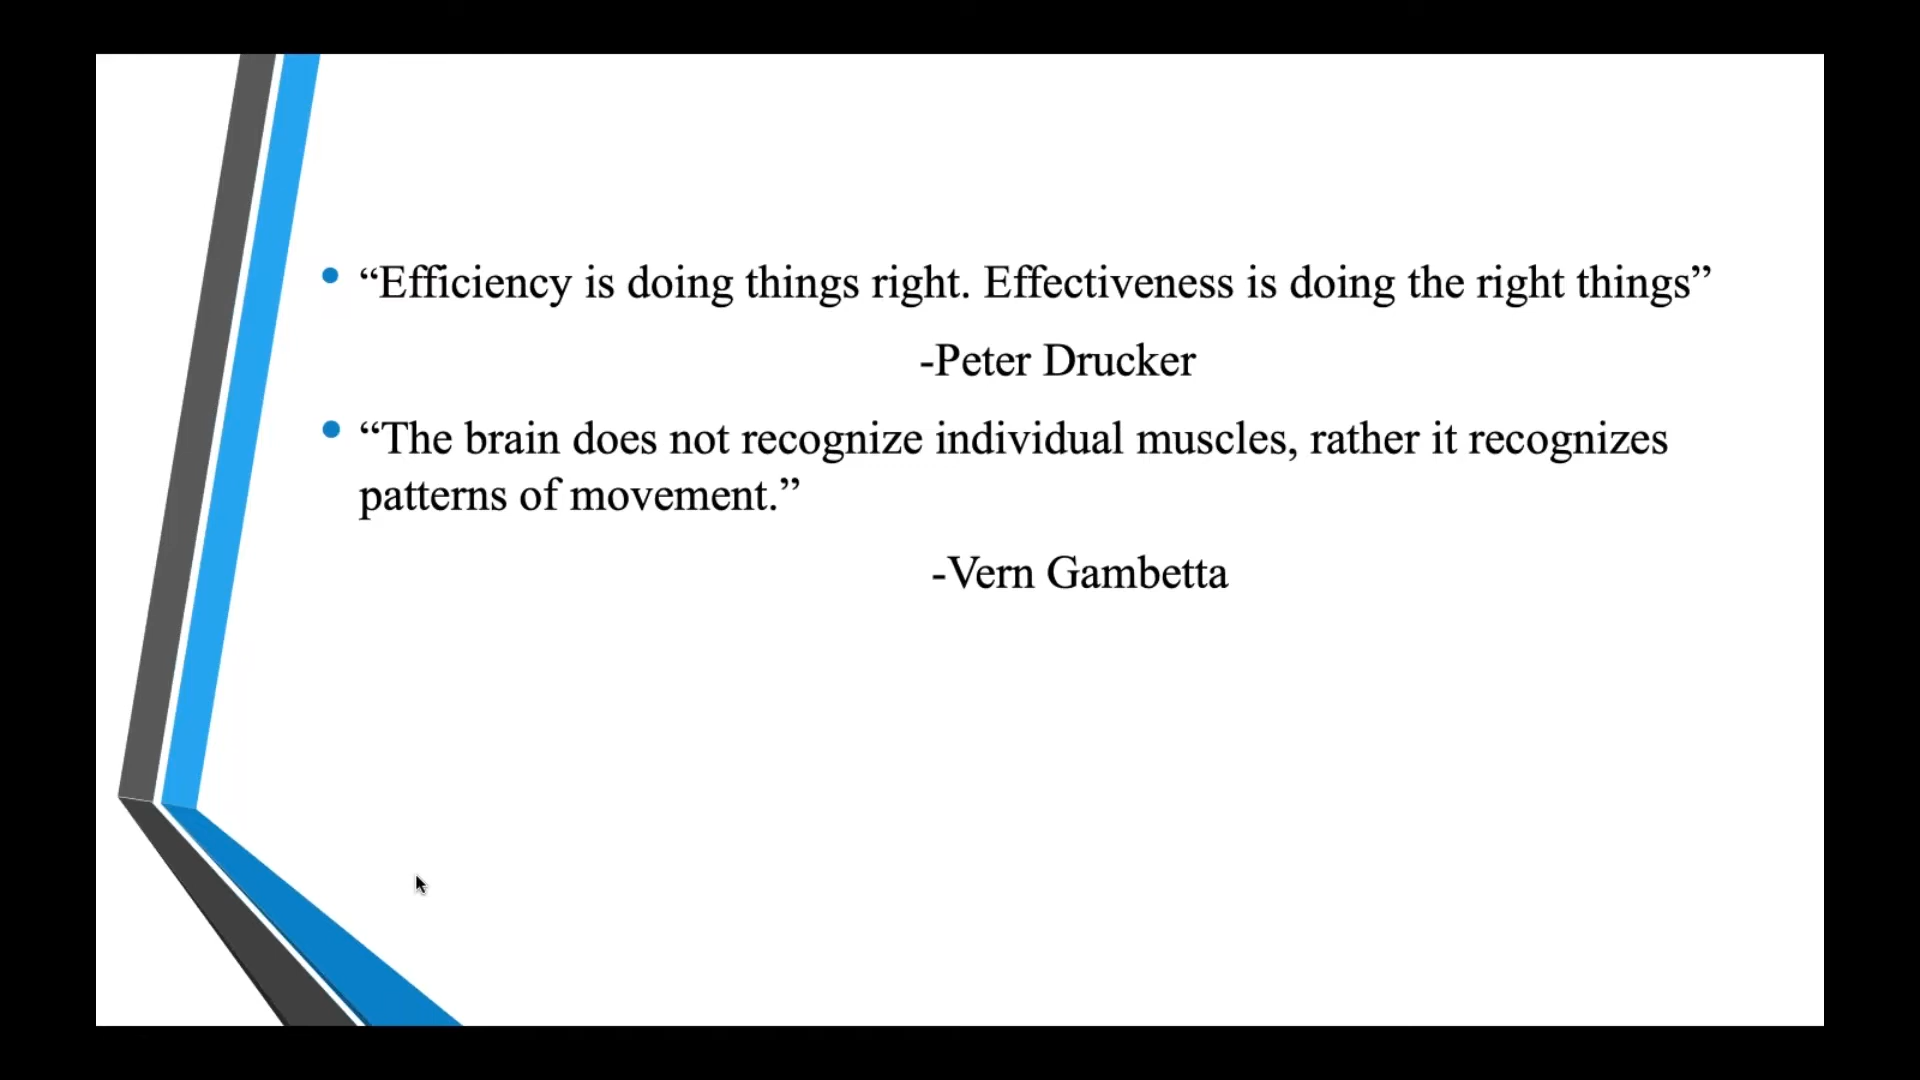 • “Efficiency is doing things right. Effectiveness is doing the right things”
-Peter Drucker
• “The brain does not recognize individual muscles, rather it recognizes
patterns of movement.”
-Vern Gambetta